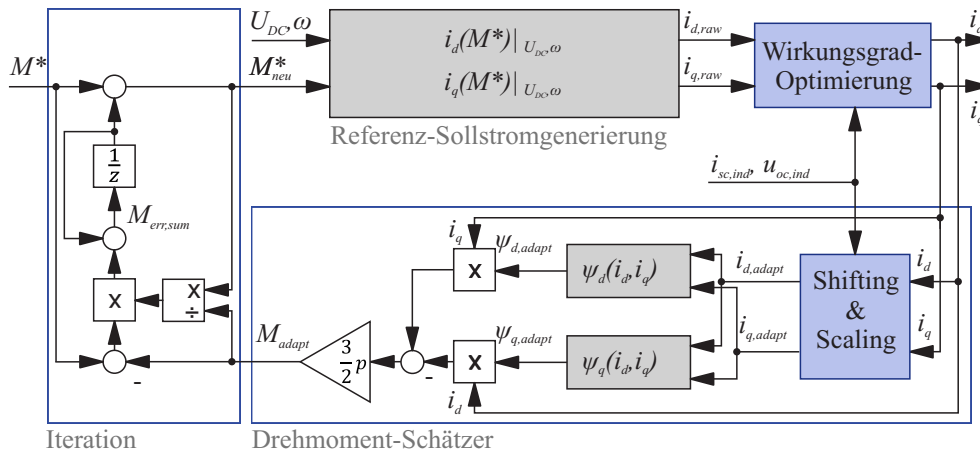 U_DC, ω
M*
M*_neu
i_d(M*)| U_DC, ω
i_q(M*)| U_DC, ω
Referenz-Sollstromgenerierung
i_d,raw
i_q,raw
Wirkungsgrad-
Optimierung
i_sc,ind, u_oc,ind
1
z
M_err,sum
x
x
÷
-
Iteration
M_adapt
3
2
p
-
i_q
x
ψ_d,adapt
ψ_d(i_d,i_q)
i_d,adapt
x
ψ_q,adapt
ψ_q(i_d,i_q)
i_q,adapt
i_d
Shifting
&
Scaling
i_d
i_q
Drehmoment-Schätzer